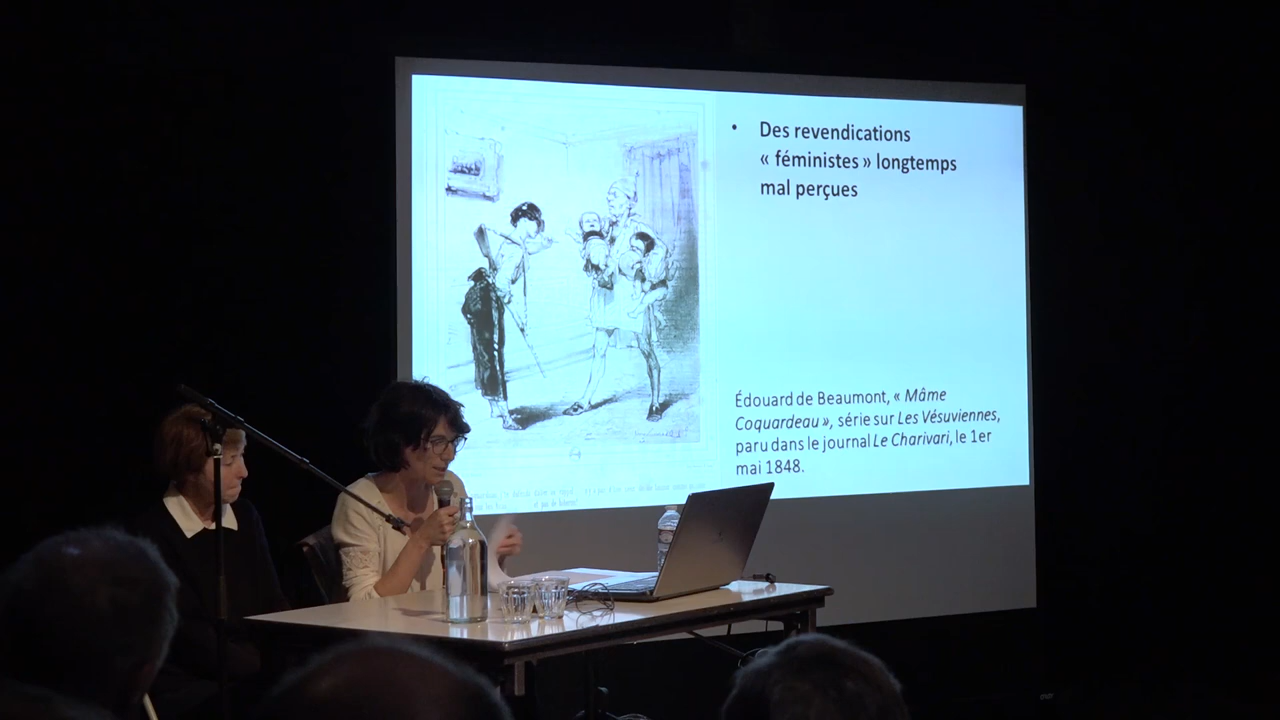 • Des revendications
« féministes » longtemps
mal perçues
Édouard de Beaumont, « Mâme
Coquardeau », série sur Les Vésuviennes,
paru dans le journal Le Charivari, le 1er
mai 1848.